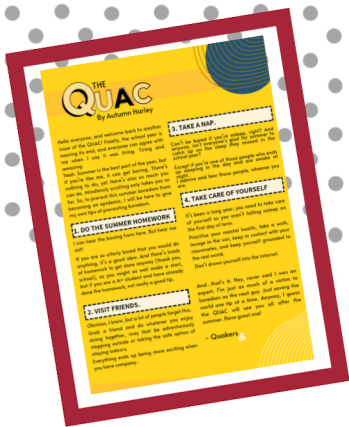 THE
QUAC
By Autumn Harley
Hello everyone, and welcome back to another
issue of the QUAC! Finally, the school year is
nearing its end, and everyone can agree with
me when I say it was tiring. Tiring and
amazing.
Yeah. Summer is the best part of the year, but
if you're like me, it can get boring. There's
nothing to do, yet there's also so much you
can do. Mindlessly scrolling only takes you so
far. So, to prevent this summer boredom from
becoming an epidemic, I will be here to give
my own tips of preventing boredom.
1. DO THE SUMMER HOMEWORK
I can hear the booing from here. But hear me
out!
If you are so utterly bored that you would do
anything, it's a good idea. And there's loads
of homework to get done anyway (thank you,
school), so you might as well make a start,
but if you are a A+ student and have already
done the homework, not really a good tip.
2. VISIT FRIENDS.
Obvious, I know, but a lot of people forget this.
Grab a friend and do whatever you enjoy
doing together, may that be adventurously
stepping outside or taking the safe option of
staying indoors.
Everything ends up being more exciting when
you have company.
3. TAKE A NAP.
Can't be bored if you're asleep, right? And
anyways, isn't everyone's goal for summer to
catch up on the sleep they missed in the
school year?
Except if you're one of those people who ends
up sleeping in the day and are awake at
night.
I admire and fear those people, whoever you
are.
4. TAKE CARE OF YOURSELF
It's been a long year, you need to take care
of yourself so you aren't falling asleep on
the first day of term.
Prioritise your mental health, take a walk,
lounge in the sun, keep in contact with your
classmates, and keep yourself grounded to
the real world.
Don't drawn yourself into the internet.
And...that's it. Hey, never said I was an
expert, I'm just as much of a victim to
boredom as the next guy. Just saving the
world one tip at a time. Anyway, I guess
the QUAC will see you all after the
summer. Have great one!
- Quakers